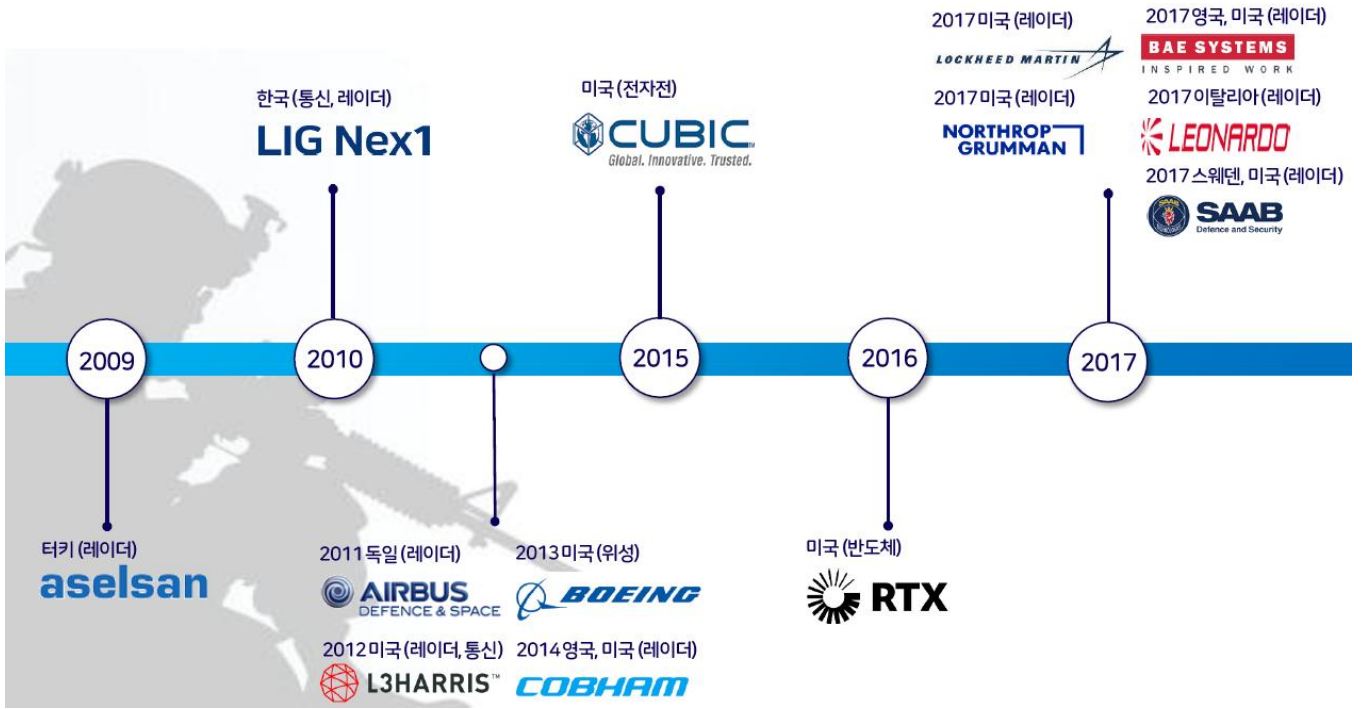 2017 미국 (레이더)
LOCKHEED MARTIN
2017 영국, 미국 (레이더)
BAE SYSTEMS
INSPIRED WORK
한국 (통신, 레이더)
LIG Nex1
미국 (전자전)
CUBIC
Global. Innovative. Trusted.
2017 미국 (레이더)
NORTHROP
GRUMMAN
2017 이탈리아 (레이더)
LEONARDO
2017 스웨덴, 미국 (레이더)
SAAB
Defence and Security
2009
2010
2015
2016
2017
터키 (레이더)
aselsan
2011 독일 (레이더)
AIRBUS
DEFENCE & SPACE
2013 미국 (위성)
BOEING
2012 미국 (레이더, 통신)
L3HARRIS™
2014 영국, 미국 (레이더)
COBHAM
미국 (반도체)
RTX